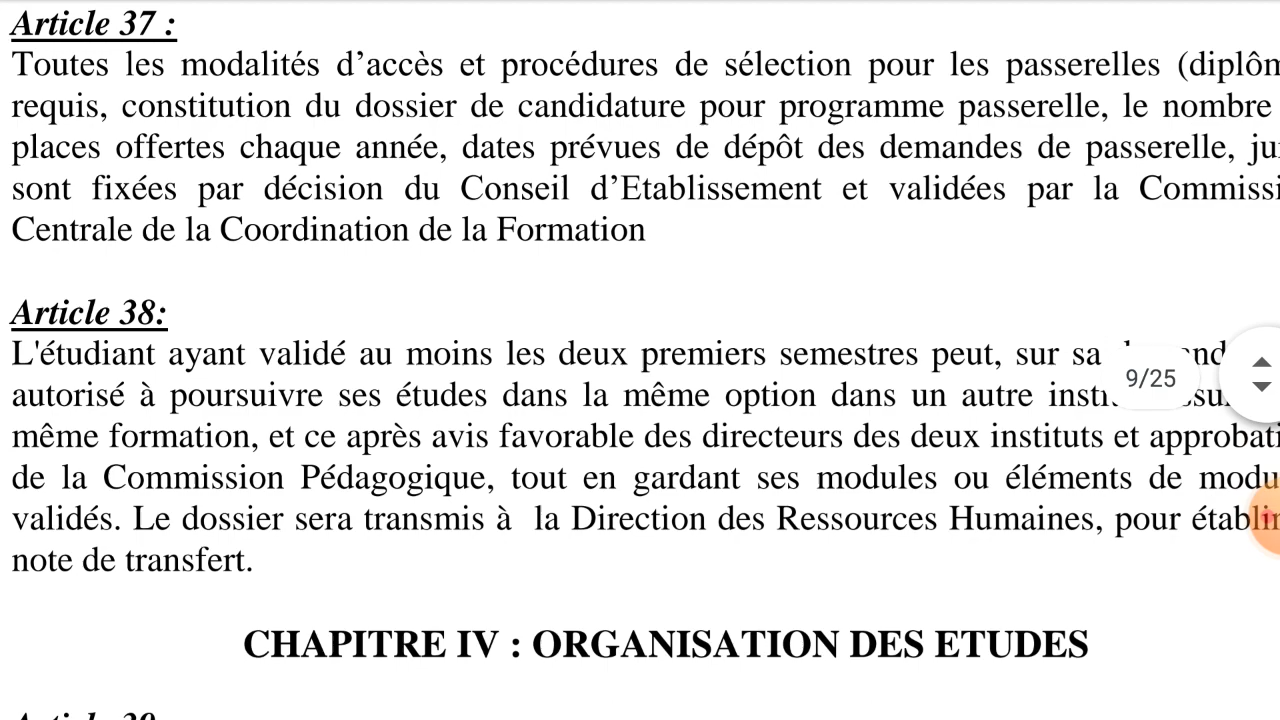 Article 37 :
Toutes les modalités d’accès et procédures de sélection pour les passerelles
requis, constitution du dossier de candidature pour programme passerelle, le nombre
places offertes chaque année, dates prévues de dépôt des demandes de passerelle,
sont fixées par décision du Conseil d’Etablissement et validées par la
Centrale de la Coordination de la Formation
Article 38:
L'étudiant ayant validé au moins les deux premiers semestres peut, sur sa
autorisé à poursuivre ses études dans la même option dans un autre
9/25
même formation, et ce après avis favorable des directeurs des deux instituts et
de la Commission Pédagogique, tout en gardant ses modules ou éléments de
validés. Le dossier sera transmis à la Direction des Ressources Humaines, pour
note de transfert.
CHAPITRE IV : ORGANISATION DES ETUDES